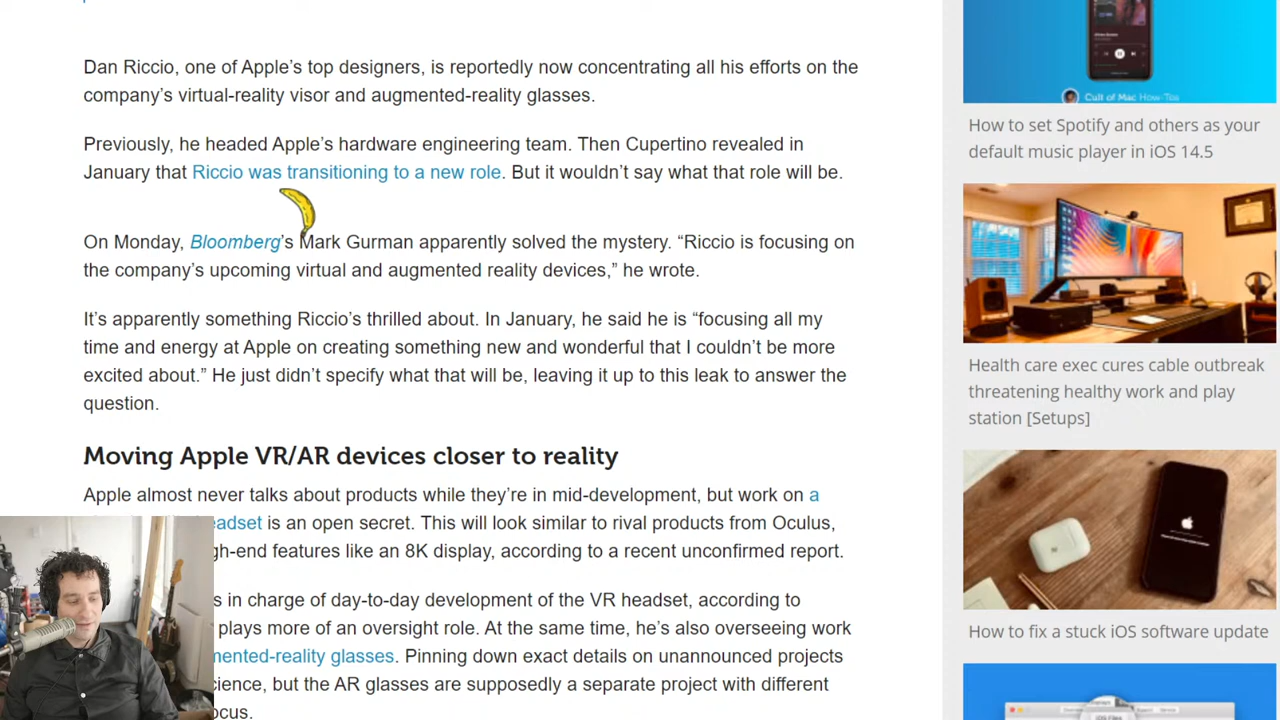 Dan Riccio, one of Apple’s top designers, is reportedly now concentrating all his efforts on the
company’s virtual-reality visor and augmented-reality glasses.
Previously, he headed Apple’s hardware engineering team. Then Cupertino revealed in
January that Riccio was transitioning to a new role. But it wouldn’t say what that role will be.
On Monday, Bloomberg’s Mark Gurman apparently solved the mystery. “Riccio is focusing on
the company’s upcoming virtual and augmented reality devices,” he wrote.
It’s apparently something Riccio’s thrilled about. In January, he said he is “focusing all my
time and energy at Apple on creating something new and wonderful that I couldn’t be more
excited about.” He just didn’t specify what that will be, leaving it up to this leak to answer the
question.
Moving Apple VR/AR devices closer to reality
Apple almost never talks about products while they’re in mid-development, but work on a
eadset is an open secret. This will look similar to rival products from Oculus,
gh-end features like an 8K display, according to a recent unconfirmed report.
s in charge of day-to-day development of the VR headset, according to
plays more of an oversight role. At the same time, he’s also overseeing work
mented-reality glasses. Pinning down exact details on unannounced projects
cience, but the AR glasses are supposedly a separate project with different
ocus.
Cult of Mac How-Tos
How to set Spotify and others as your
default music player in iOS 14.5
Health care exec cures cable outbreak
threatening healthy work and play
station [Setups]
How to fix a stuck iOS software update